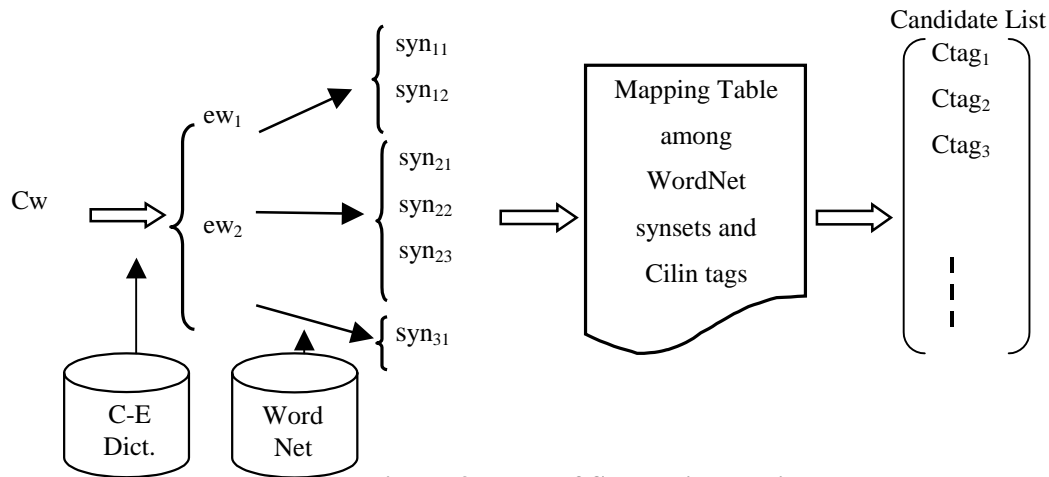 Candidate List
Cw
ew₁
ew₂
syn₁₁
syn₁₂
syn₂₁
syn₂₂
syn₂₃
syn₃₁
C-E
Dict.
Word
Net
Mapping Table
among
WordNet
synsets and
Cilin tags
Ctag₁
Ctag₂
Ctag₃